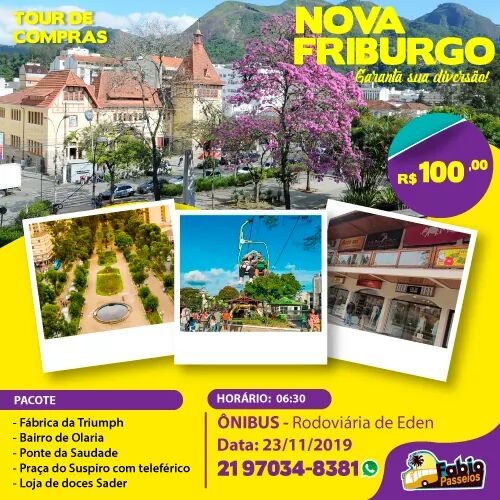 TOUR DE
COMPRAS
NOVA
FRIBURGO
Garanta sua diversão!
R$ 100,00
PACOTE
- Fábrica da Triumph
- Bairro de Olaria
- Ponte da Saudade
- Praça do Suspiro com teleférico
- Loja de doces Sader
HORÁRIO: 06:30
ÔNIBUS - Rodoviária de Eden
Data: 23/11/2019
21 97034-8381
Fabio
Passeios